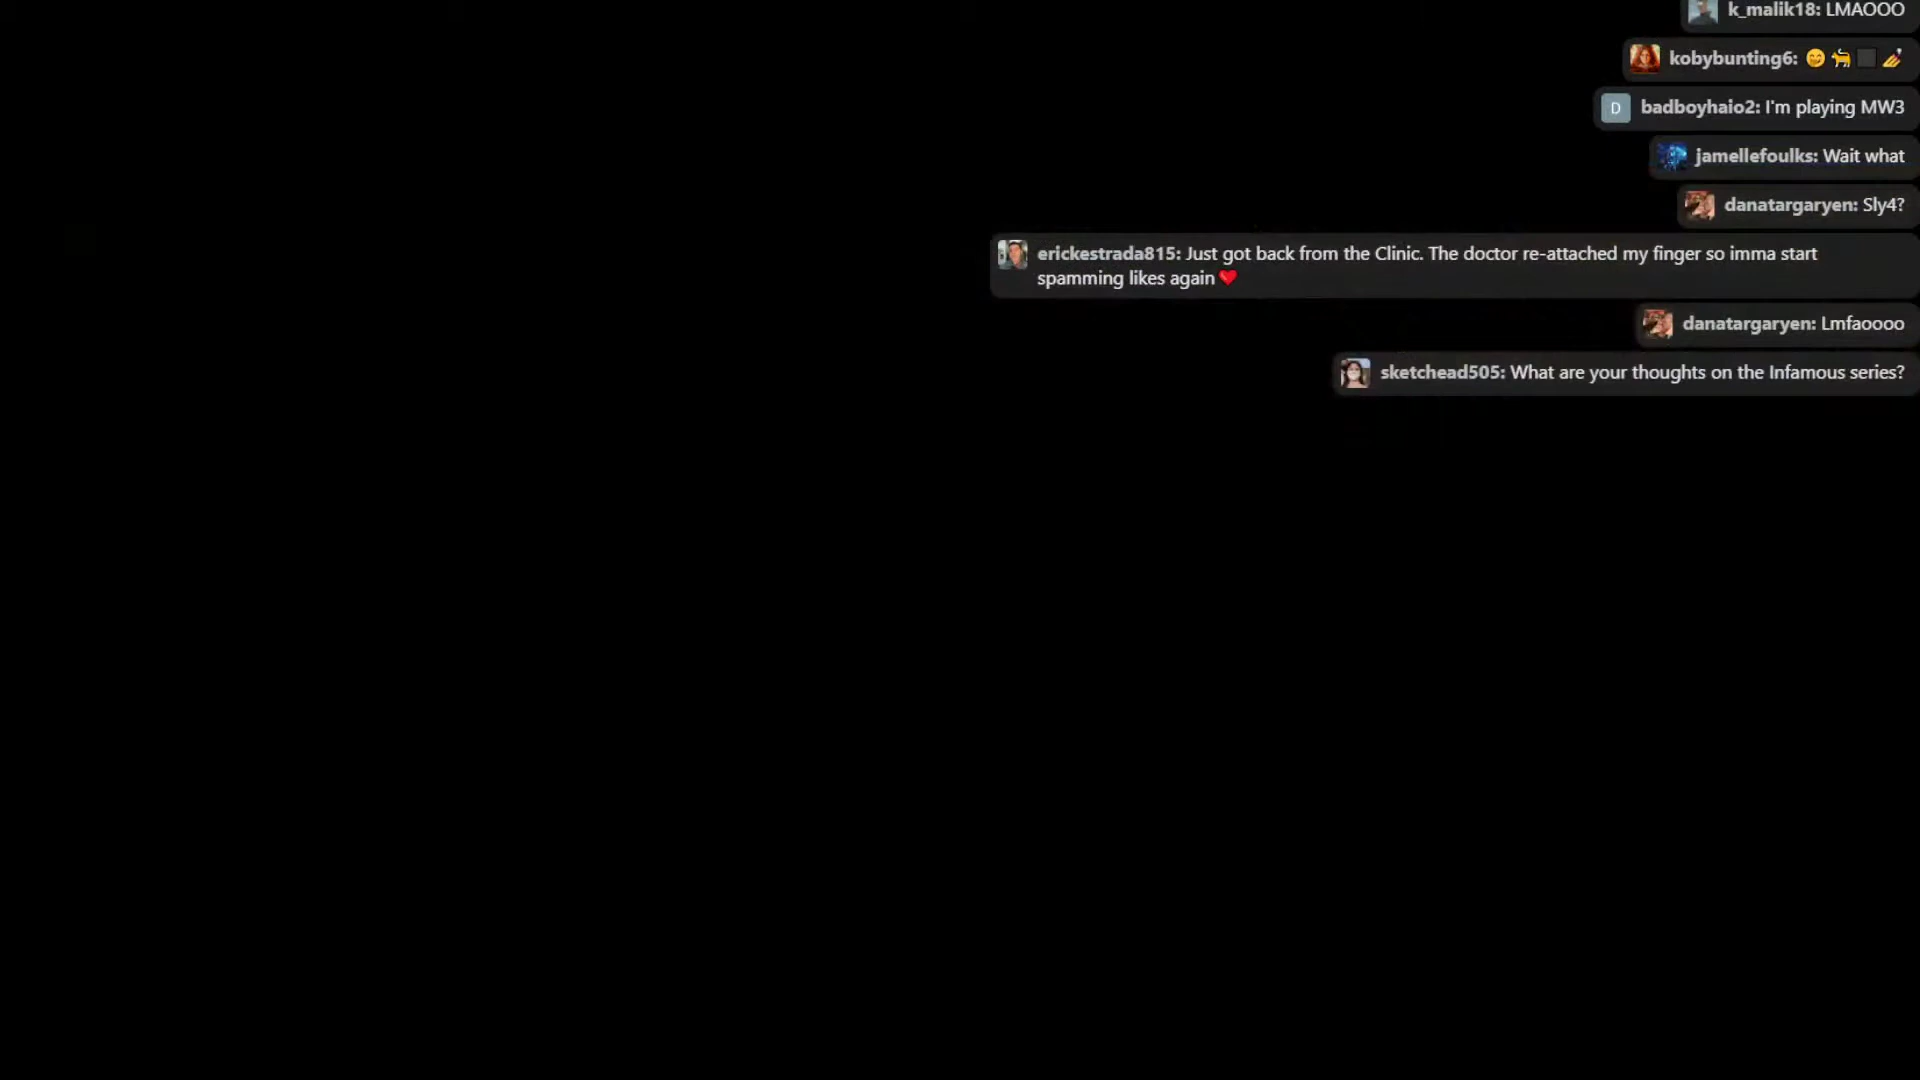 k_malik18: LMAOOO
kobybunting6: 😊🐈⬛💅
D badboyhaio2: I'm playing MW3
jamellefoulks: Wait what
danatargaryen: Sly4?
erickestrada815: Just got back from the Clinic. The doctor re-attached my finger so imma start
spamming likes again❤️
danatargaryen: Lmfaoooo
sketchead505: What are your thoughts on the Infamous series?